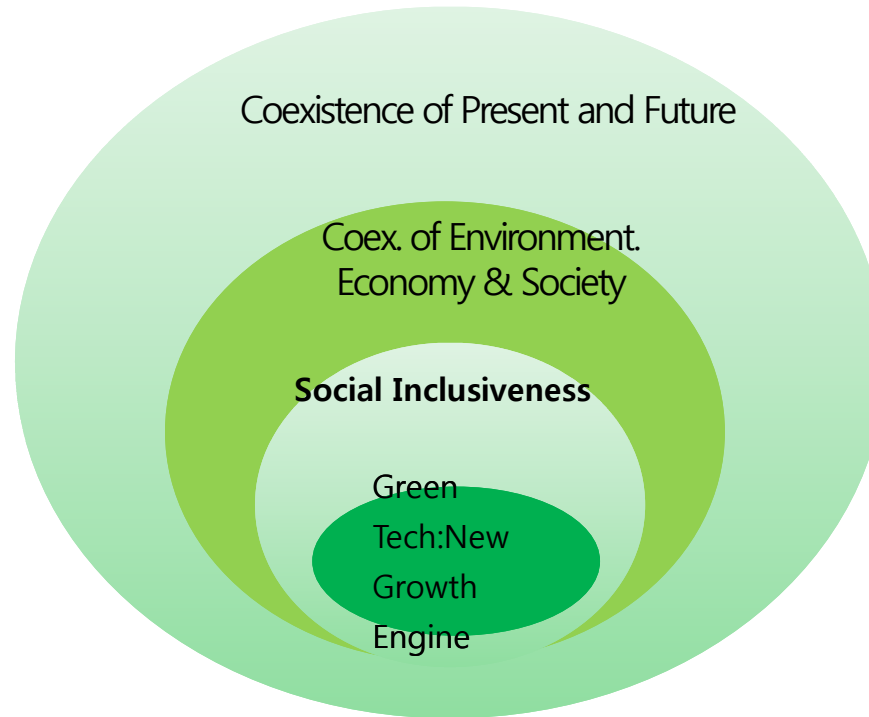 Coexistence of Present and Future
Coex. of Environment.
Economy & Society
Social Inclusiveness
Green
Tech:New
Growth
Engine